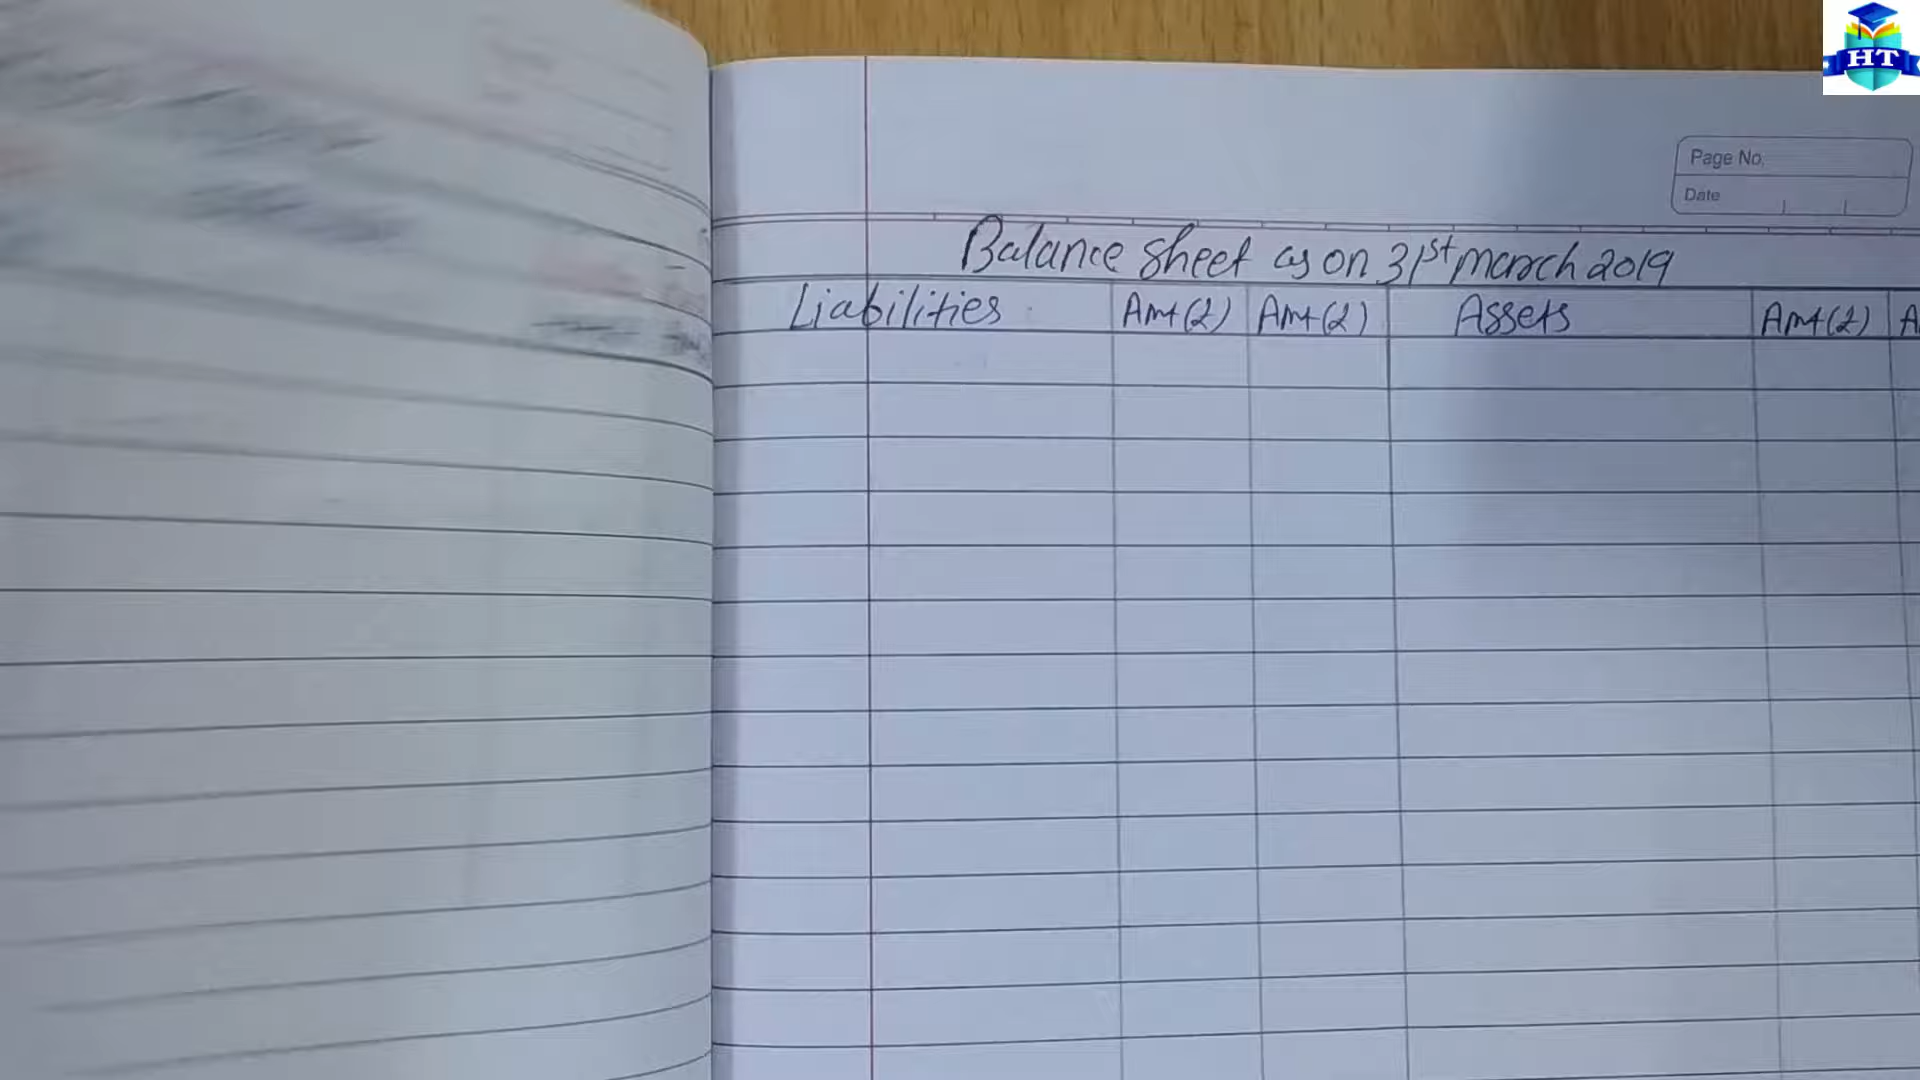 HT
Page No.
Date
Balance sheet as on 31st march 2019
Liabilities Amt(₹) Amt(₹) Assets Amt(₹) A